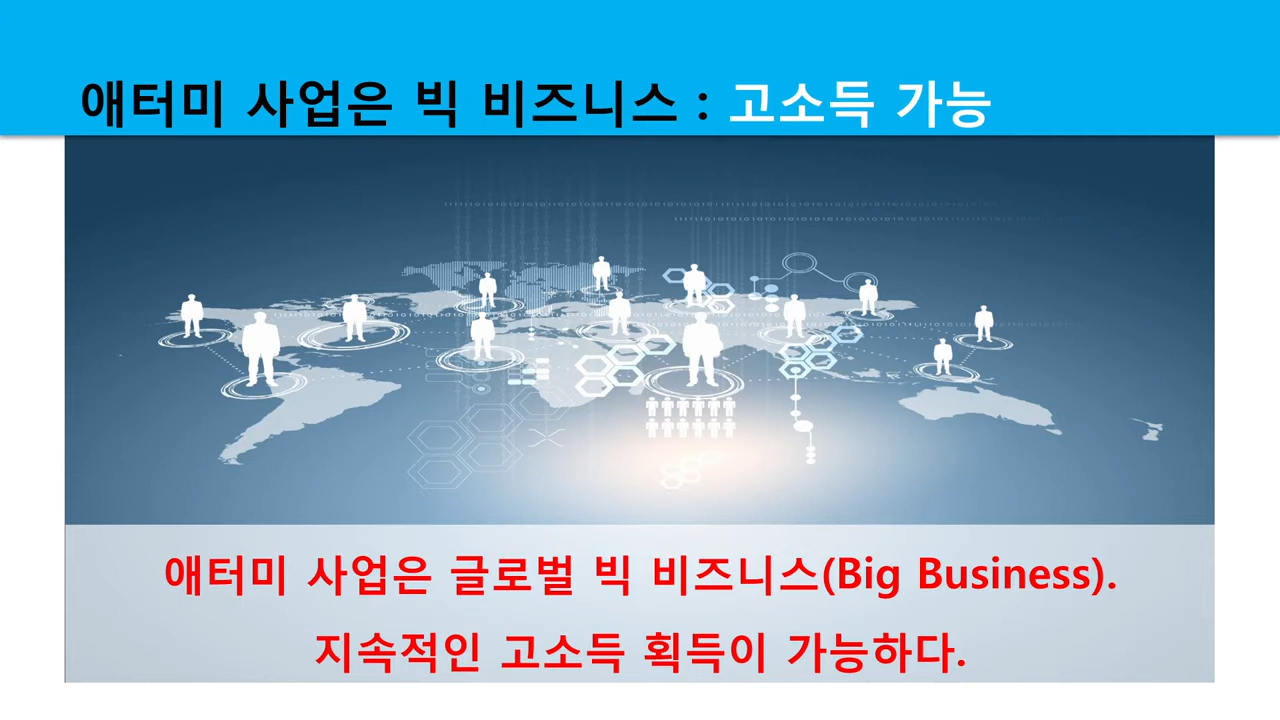 애터미 사업은 빅 비즈니스 : 고소득 가능
애터미 사업은 글로벌 빅 비즈니스(Big Business).
지속적인 고소득 획득이 가능하다.